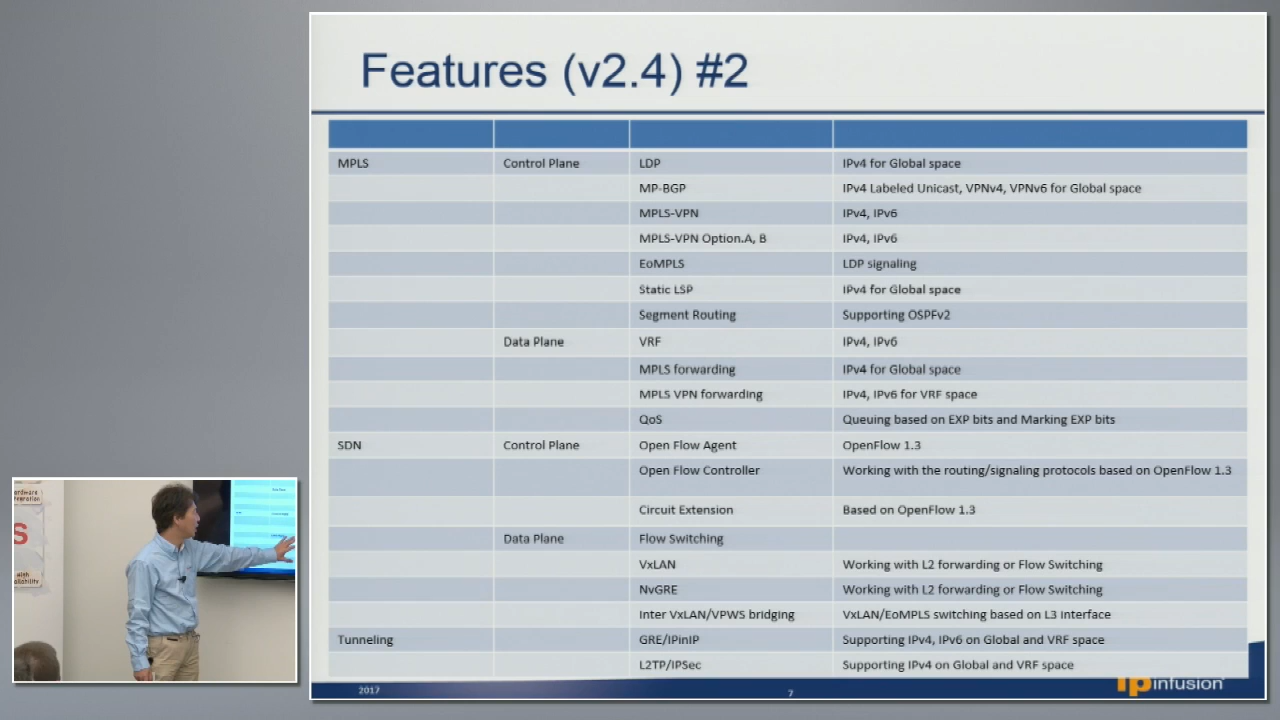 Features (v2.4) #2
MPLS Control Plane LDP IPv4 for Global space
MP-BGP IPv4 Labeled Unicast, VPNv4, VPNv6 for Global space
MPLS-VPN IPv4, IPv6
MPLS-VPN Option.A, B IPv4, IPv6
EoMPLS LDP signaling
Static LSP IPv4 for Global space
Segment Routing Supporting OSPFv2
Data Plane VRF IPv4, IPv6
MPLS forwarding IPv4 for Global space
MPLS VPN forwarding IPv4, IPv6 for VRF space
QoS Queuing based on EXP bits and Marking EXP bits
SDN Control Plane Open Flow Agent OpenFlow 1.3
Open Flow Controller Working with the routing/signaling protocols based on OpenFlow 1.3
Circuit Extension Based on OpenFlow 1.3
Data Plane Flow Switching
VxLAN Working with L2 forwarding or Flow Switching
NvGRE Working with L2 forwarding or Flow Switching
Inter VxLAN/VPWS bridging VxLAN/EoMPLS switching based on L3 interface
Tunneling GRE/IPinIP Supporting IPv4, IPv6 on Global and VRF space
L2TP/IPSec Supporting IPv4 on Global and VRF space
2017
7
ipinfusion
S